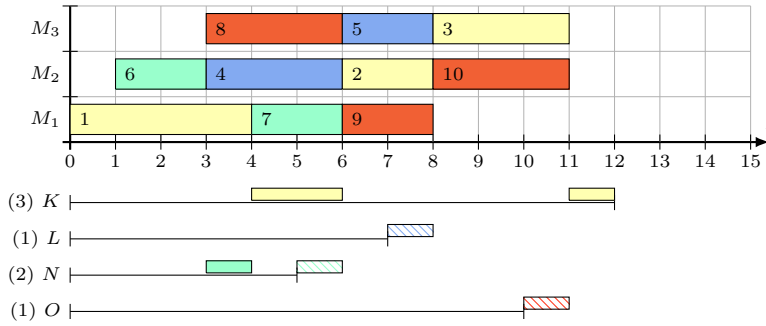 M₃ 8 5 3
M₂ 6 4 2 10
M₁ 1 7 9
0 1 2 3 4 5 6 7 8 9 10 11 12 13 14 15
(3) K
(1) L
(2) N
(1) O